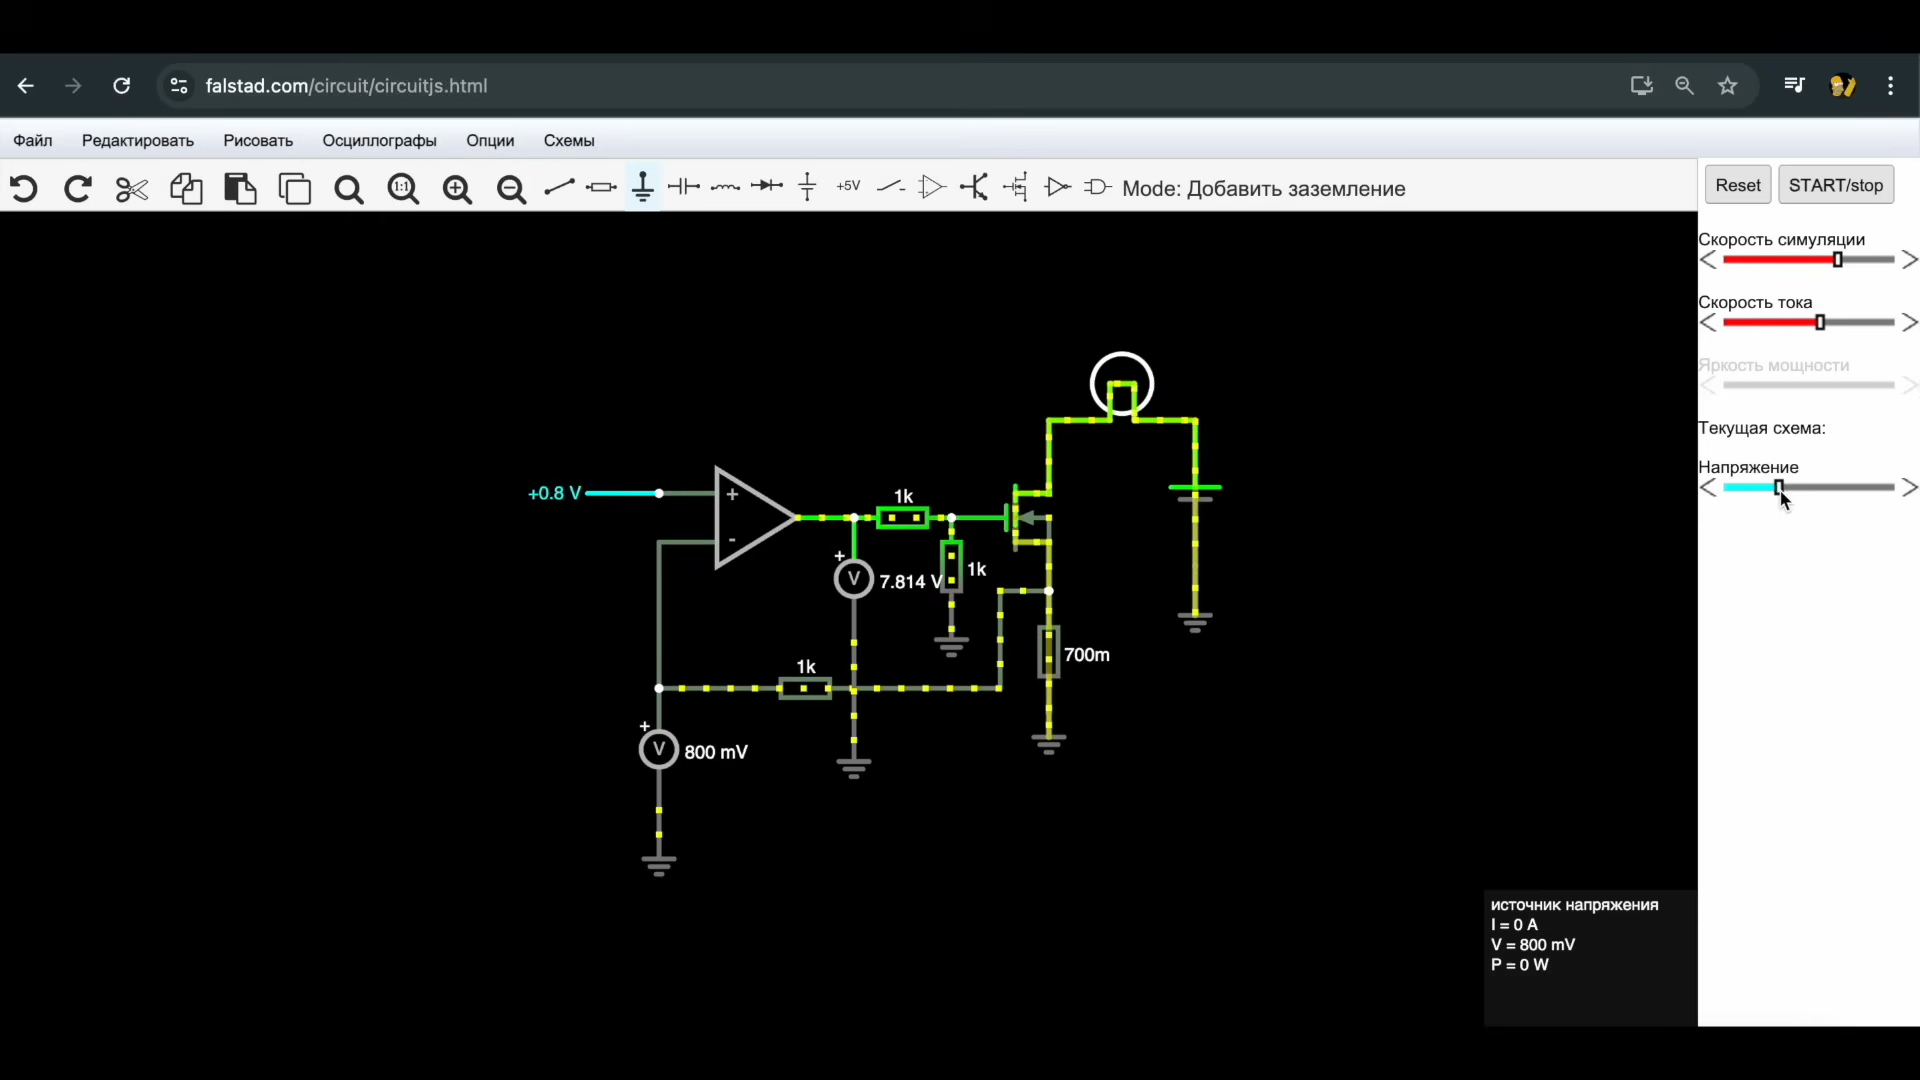 falstad.com/circuit/circuitjs.html
Файл Редактировать Рисовать Осциллографы Опции Схемы
1:1 +5V Mode: Добавить заземление
Reset START/stop
Скорость симуляции
Скорость тока
Яркость мощности
Текущая схема:
Напряжение
+0.8 V
+
-
1k
+
V
7.814 V
1k
700m
1k
+
V
800 mV
источник напряжения
I = 0 A
V = 800 mV
P = 0 W